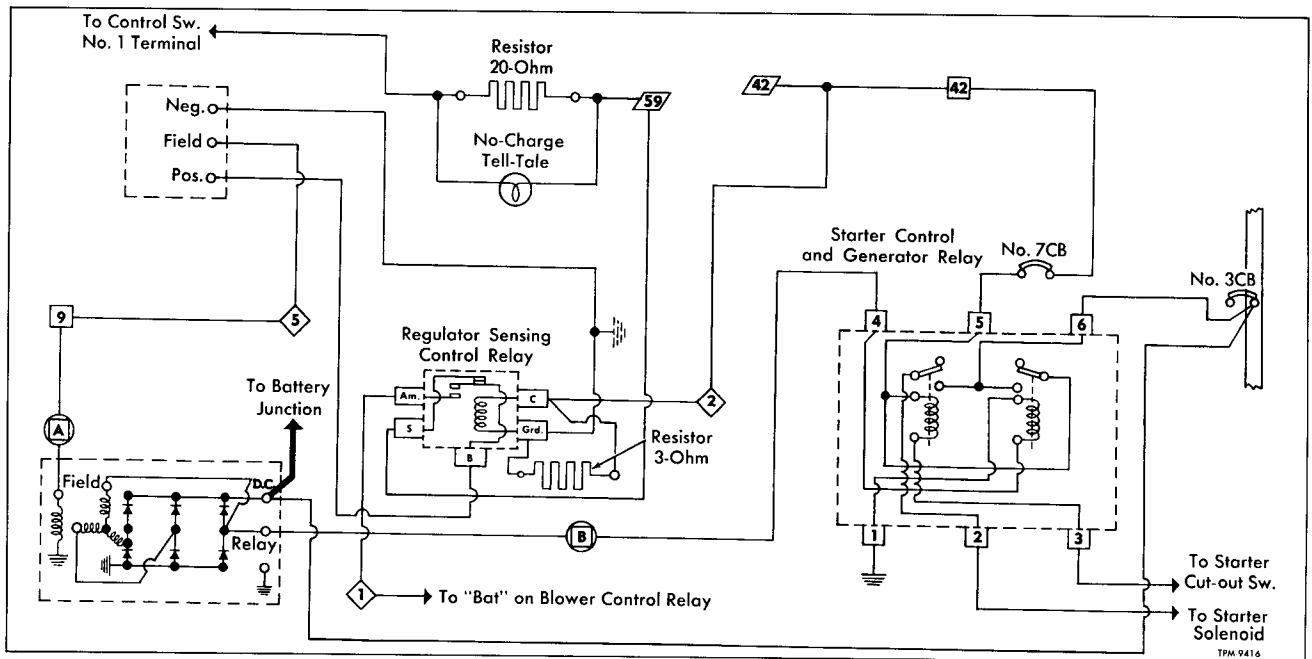 To Control Sw.
No. 1 Terminal
Resistor
20-Ohm
59
42
42
Neg.
Field
Pos.
No-Charge
Tell-Tale
Starter Control
and Generator Relay
No. 7CB
No. 3CB
9
5
4
5
6
Regulator Sensing
Control Relay
To Battery
Junction
Am.
C
2
S
Grd.
B
Resistor
3-Ohm
A
Field
D.C.
Relay
B
1
2
3
1
To "Bat" on Blower Control Relay
To Starter
Cut-out Sw.
To Starter
Solenoid
TPM 9416